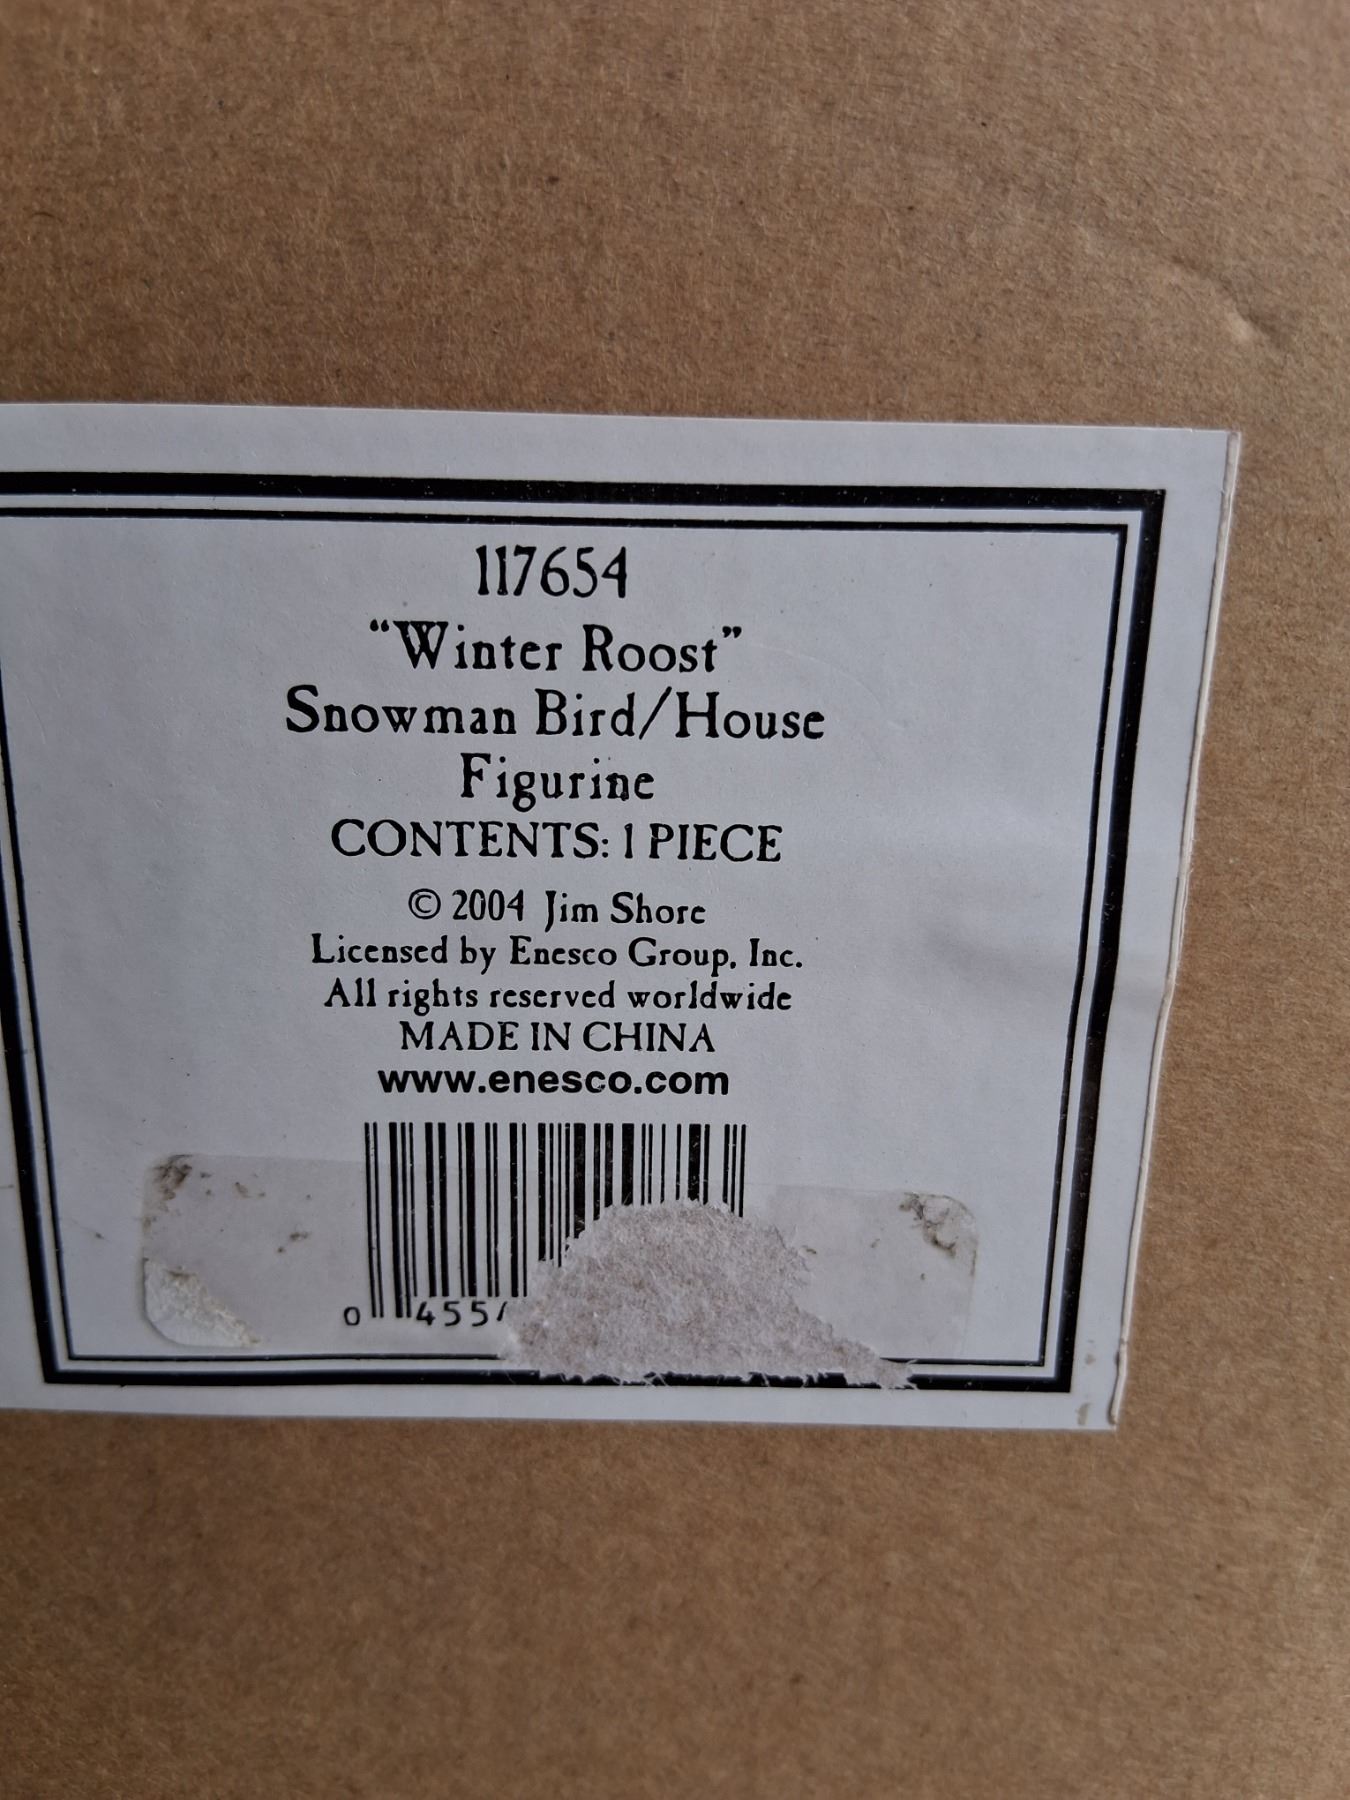 117654
“Winter Roost”
Snowman Bird/House
Figurine
CONTENTS: 1 PIECE
© 2004 Jim Shore
Licensed by Enesco Group, Inc.
All rights reserved worldwide
MADE IN CHINA
www.enesco.com
0 455